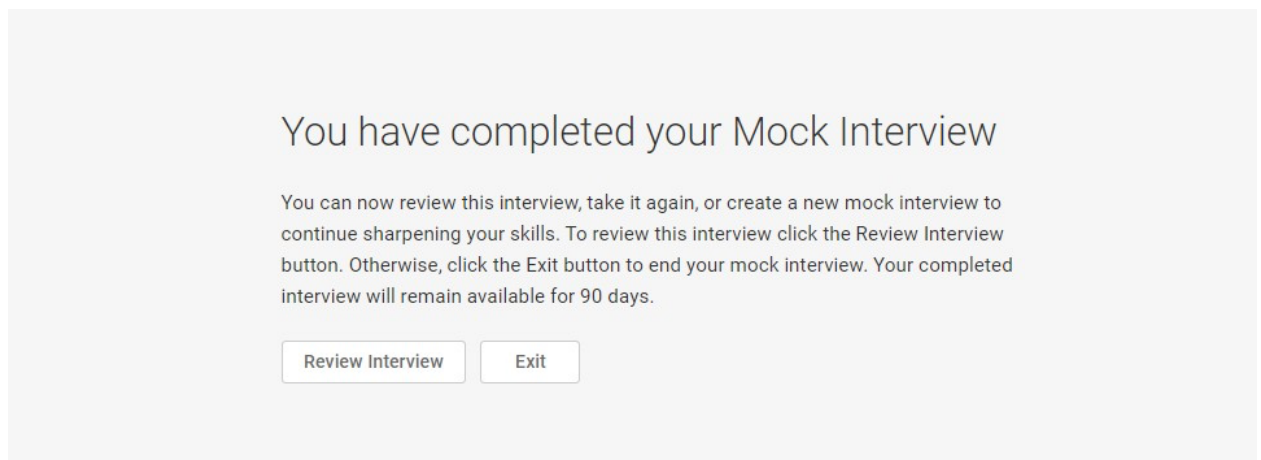 You have completed your Mock Interview
You can now review this interview, take it again, or create a new mock interview to
continue sharpening your skills. To review this interview click the Review Interview
button. Otherwise, click the Exit button to end your mock interview. Your completed
interview will remain available for 90 days.
Review Interview Exit